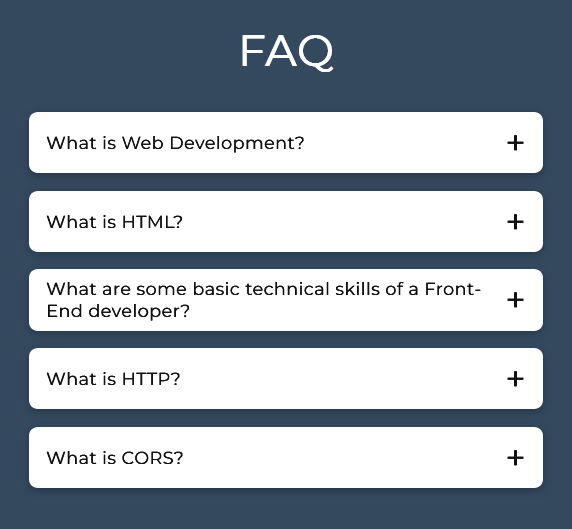 FAQ
What is Web Development?
What is HTML?
What are some basic technical skills of a Front-
End developer?
What is HTTP?
What is CORS?